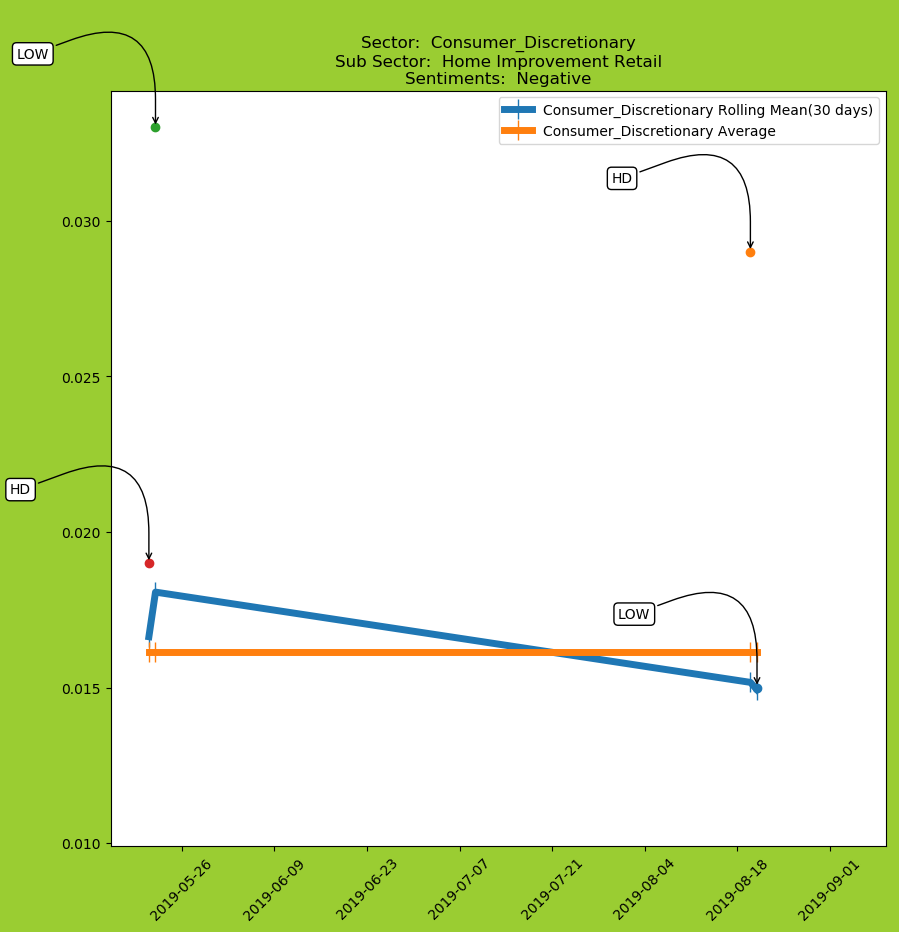 Sector:  Consumer_Discretionary
Sub Sector:  Home Improvement Retail
Sentiments:  Negative
LOW
Consumer_Discretionary Rolling Mean(30 days)
Consumer_Discretionary Average
HD
HD
LOW
0.030
0.025
0.020
0.015
0.010
2019-05-26
2019-06-09
2019-06-23
2019-07-07
2019-07-21
2019-08-04
2019-08-18
2019-09-01